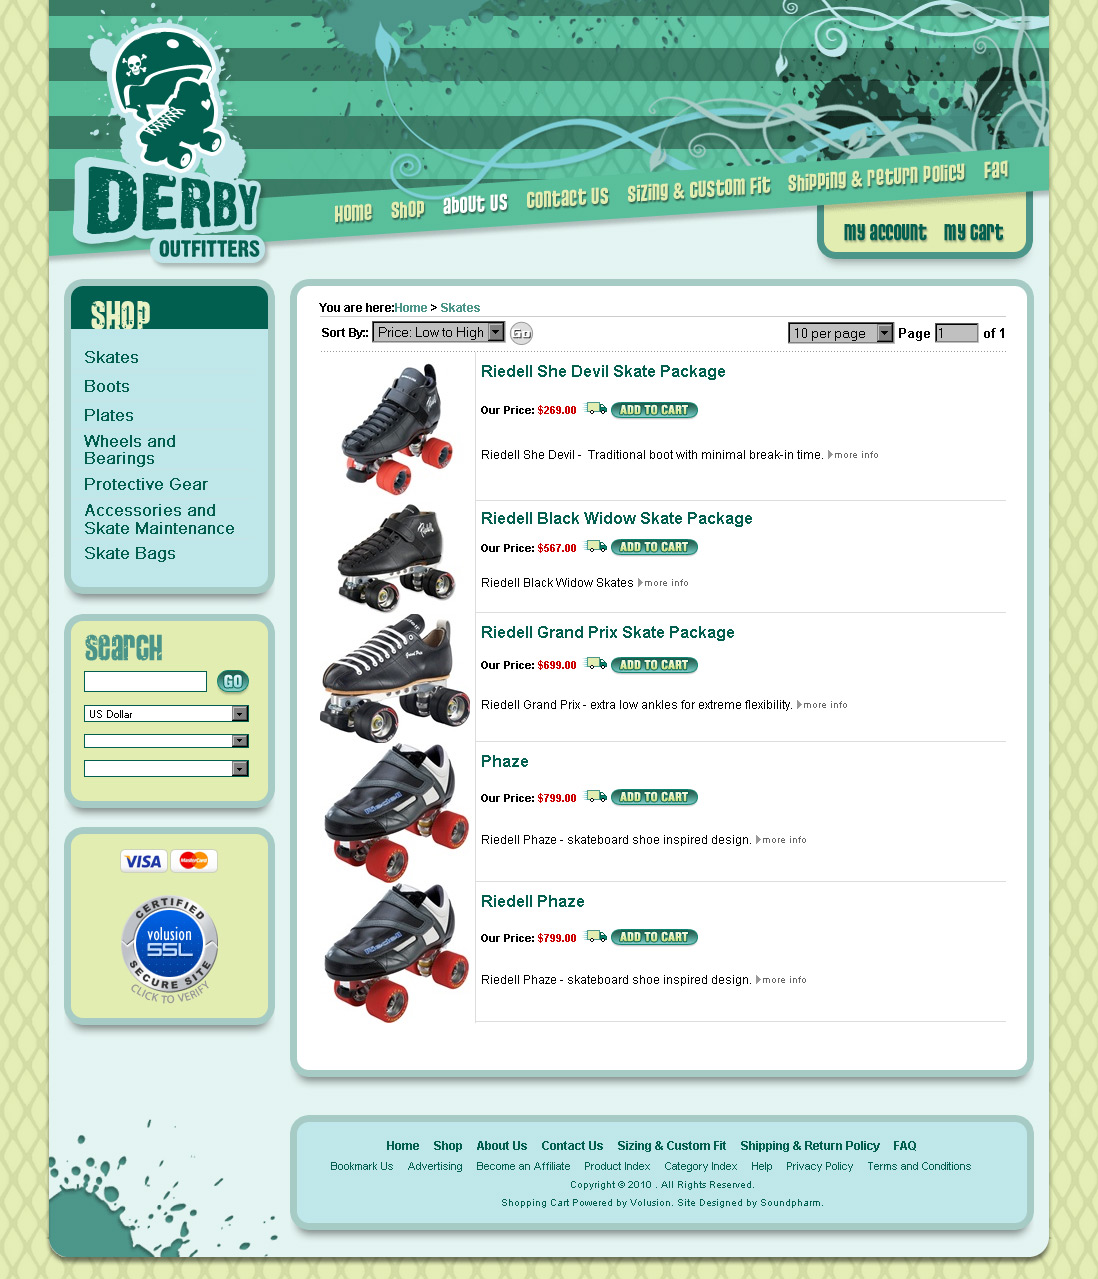 DERBY
OUTFITTERS
Home Shop About Us Contact Us Sizing & Custom Fit Shipping & Return Policy Faq
My Account My Cart
SHOP
Skates
Boots
Plates
Wheels and
Bearings
Protective Gear
Accessories and
Skate Maintenance
Skate Bags
Search
GO
US Dollar
VISA MasterCard
CERTIFIED
volusion
SSL
SECURE SITE
CLICK TO VERIFY
You are here:Home > Skates
Sort By:: Price: Low to High Go 10 per page Page 1 of 1
Riedell She Devil Skate Package
Our Price: $269.00 ADD TO CART
Riedell She Devil - Traditional boot with minimal break-in time. more info
Riedell Black Widow Skate Package
Our Price: $567.00 ADD TO CART
Riedell Black Widow Skates more info
Riedell Grand Prix Skate Package
Our Price: $699.00 ADD TO CART
Riedell Grand Prix - extra low ankles for extreme flexibility. more info
Phaze
Our Price: $799.00 ADD TO CART
Riedell Phaze - skateboard shoe inspired design. more info
Riedell Phaze
Our Price: $799.00 ADD TO CART
Riedell Phaze - skateboard shoe inspired design. more info
Home Shop About Us Contact Us Sizing & Custom Fit Shipping & Return Policy FAQ
Bookmark Us Advertising Become an Affiliate Product Index Category Index Help Privacy Policy Terms and Conditions
Copyright © 2010 . All Rights Reserved.
Shopping Cart Powered by Volusion. Site Designed by Soundpharm.